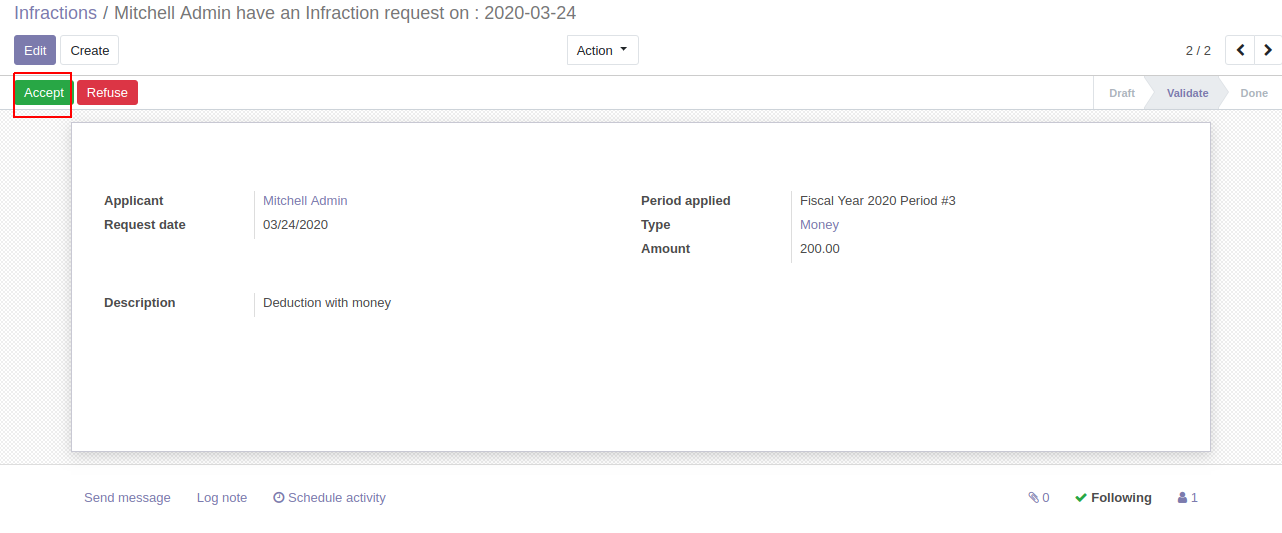 Infractions / Mitchell Admin have an Infraction request on : 2020-03-24
Edit Create Action 2 / 2
Accept Refuse Draft Validate Done
Applicant Mitchell Admin Period applied Fiscal Year 2020 Period #3
Request date 03/24/2020 Type Money
Amount 200.00
Description Deduction with money
Send message Log note Schedule activity 0 Following 1